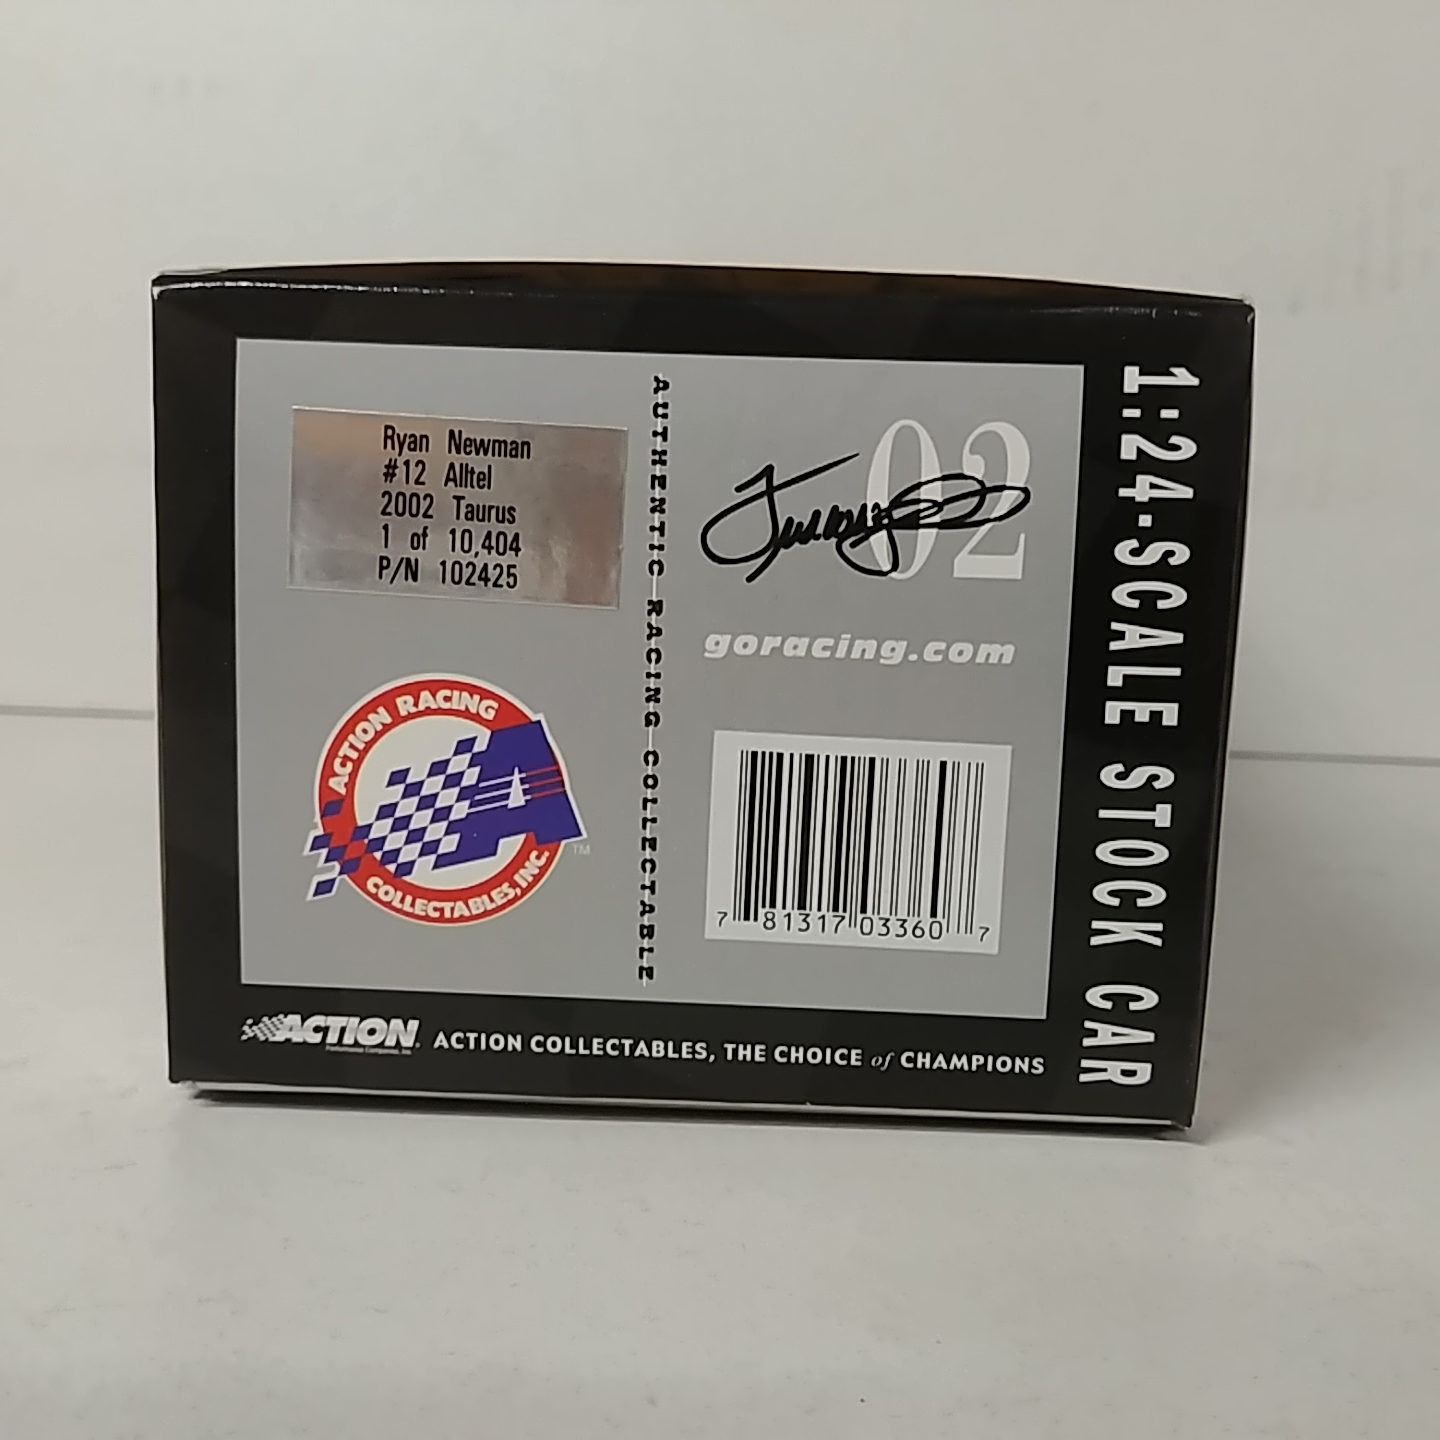 Ryan Newman
#12 Alltel
2002 Taurus
1 of 10,404
P/N 102425
ACTION RACING
COLLECTABLES, INC.
TM
AUTHENTIC RACING COLLECTABLE
02
goracing.com
7 81317 03360 7
1:24-SCALE STOCK CAR
ACTION
ACTION COLLECTABLES, THE CHOICE of CHAMPIONS